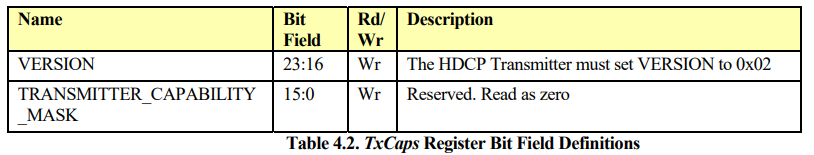 Name Bit Field Rd/ Wr Description
VERSION 23:16 Wr The HDCP Transmitter must set VERSION to 0x02
TRANSMITTER_CAPABILITY _MASK 15:0 Wr Reserved. Read as zero
Table 4.2. TxCaps Register Bit Field Definitions